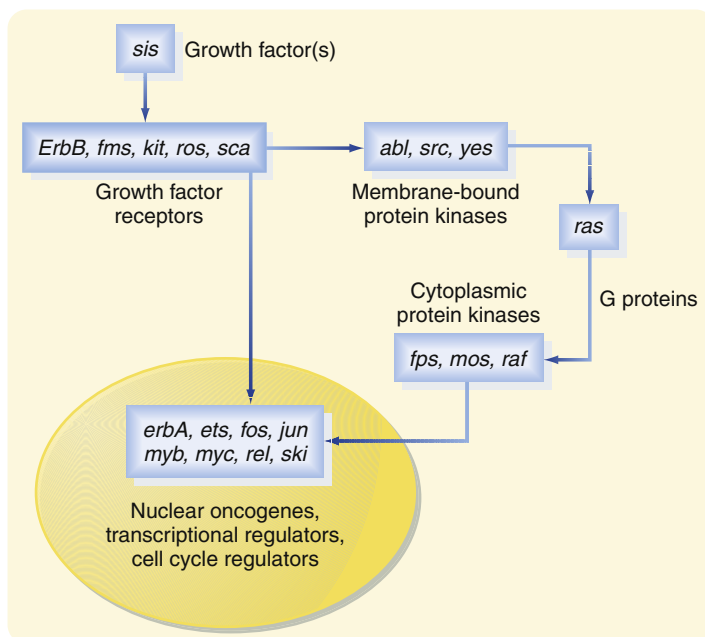 sis
Growth factor(s)
ErbB, fms, kit, ros, sca
Growth factor
receptors
abl, src, yes
Membrane-bound
protein kinases
ras
G proteins
Cytoplasmic
protein kinases
fps, mos, raf
erbA, ets, fos, jun
myb, myc, rel, ski
Nuclear oncogenes,
transcriptional regulators,
cell cycle regulators